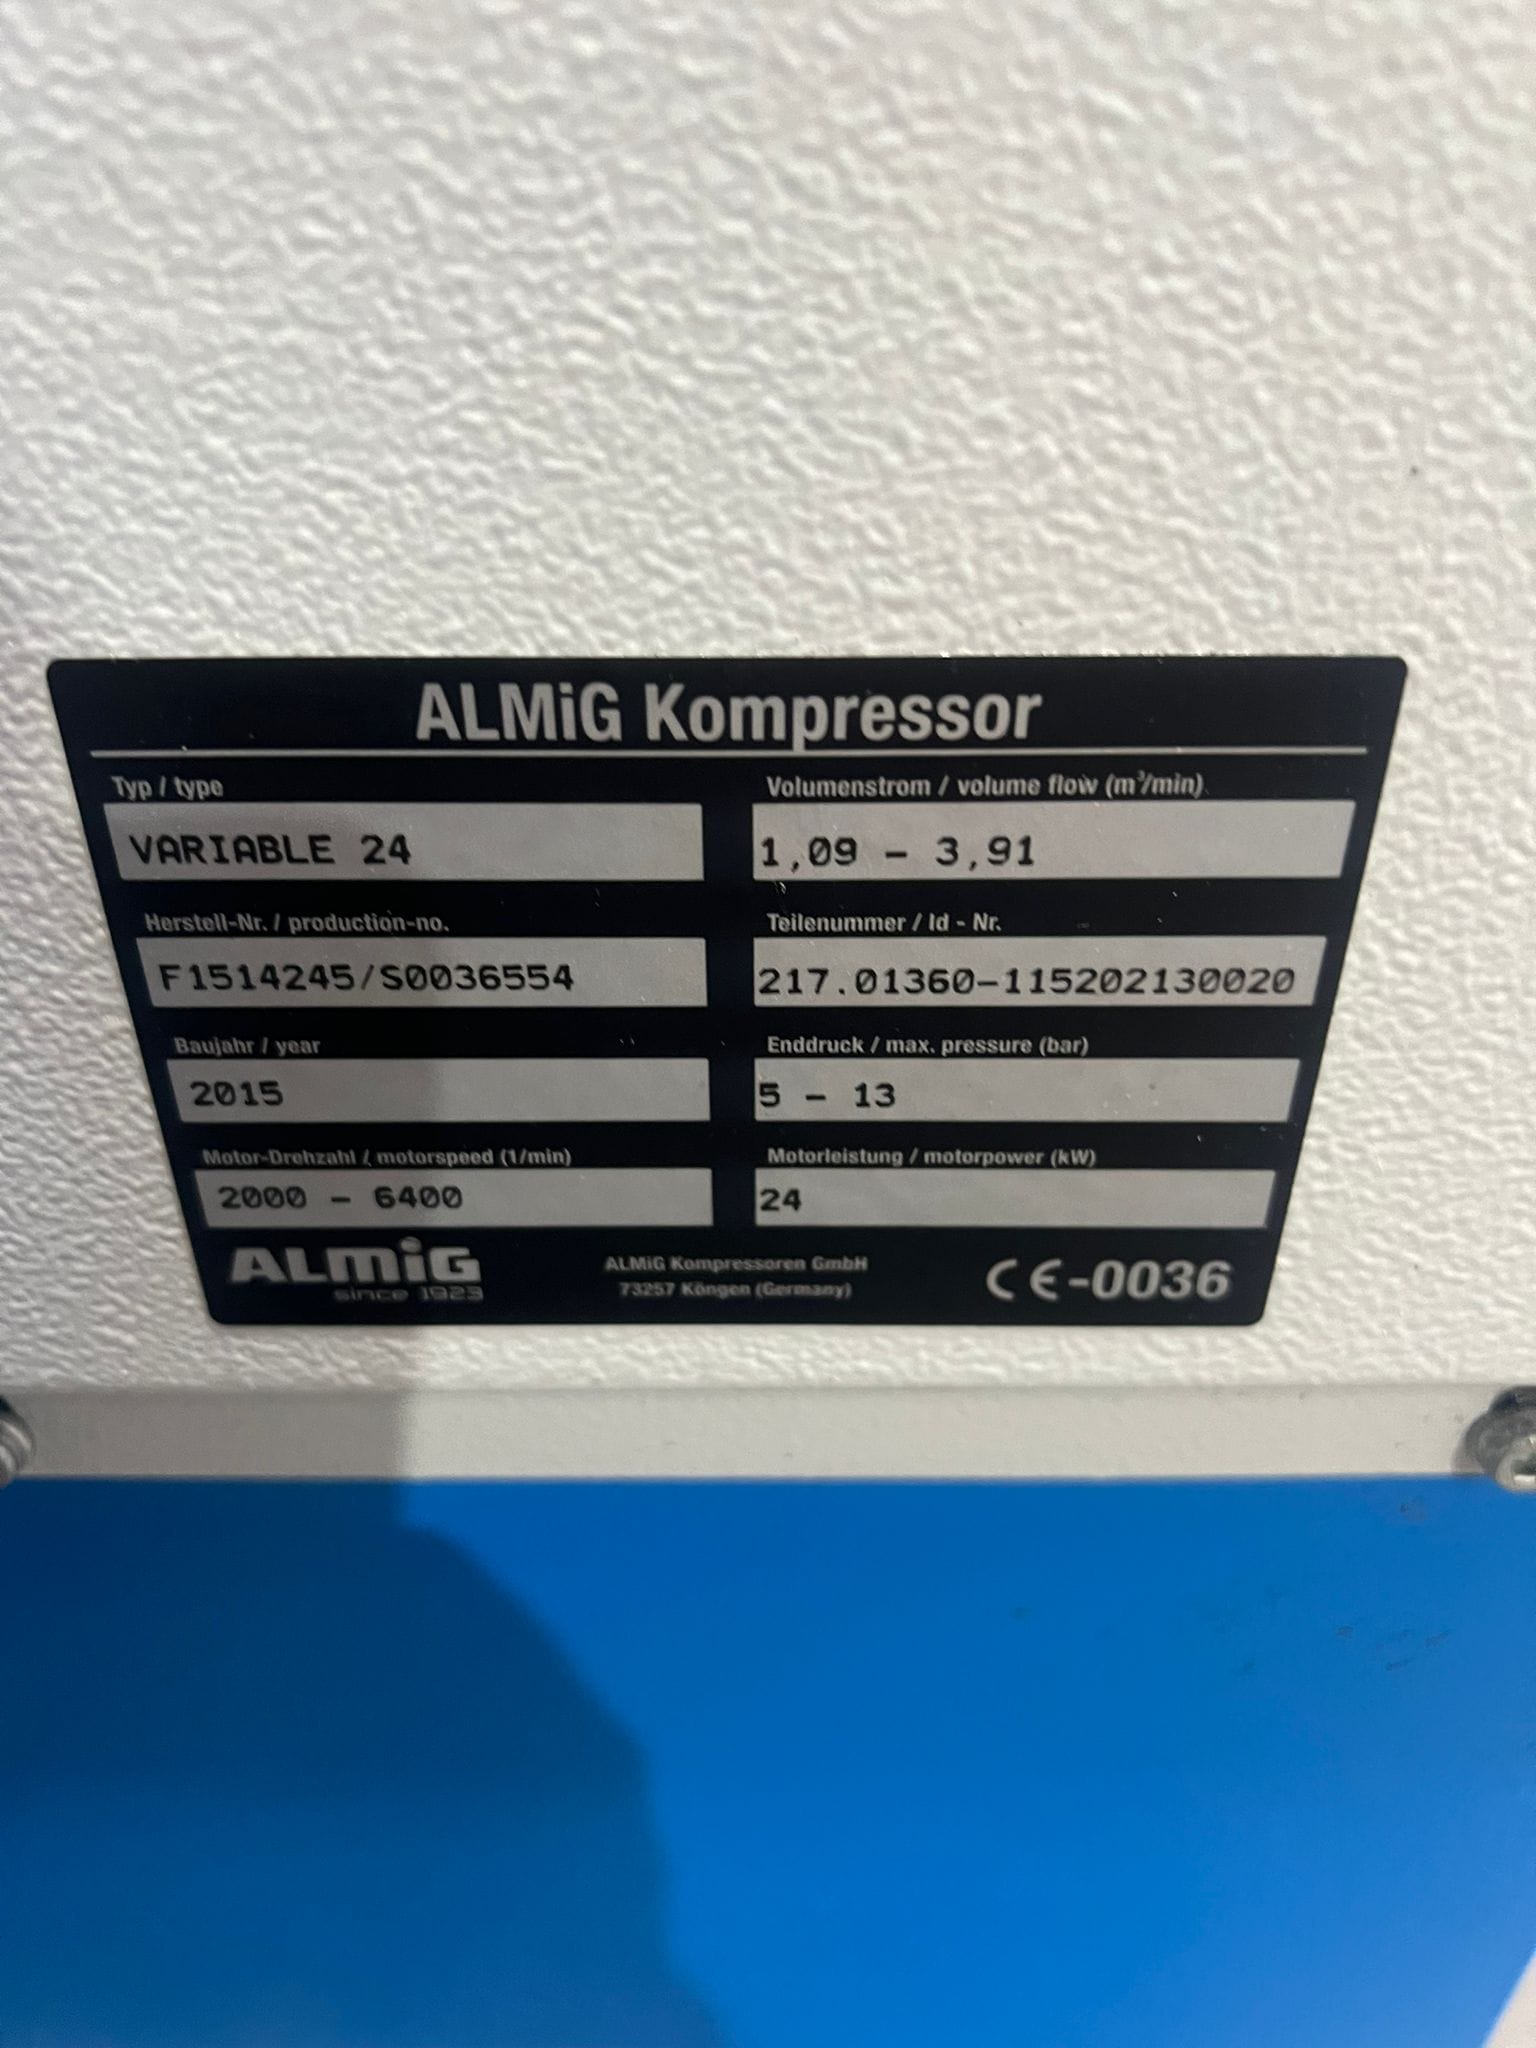 ALMiG Kompressor
Typ / type
VARIABLE 24
Volumenstrom / volume flow (m³/min)
1,09 - 3,91
Herstell-Nr. / production-no.
F1514245/S0036554
Teilenummer / Id - Nr.
217.01360-115202130020
Baujahr / year
2015
Enddruck / max. pressure (bar)
5 - 13
Motor-Drehzahl / motorspeed (1/min)
2000 - 6400
Motorleistung / motorpower (kW)
24
ALMiG
since 1923
ALMiG Kompressoren GmbH
73257 Köngen (Germany)
CE-0036